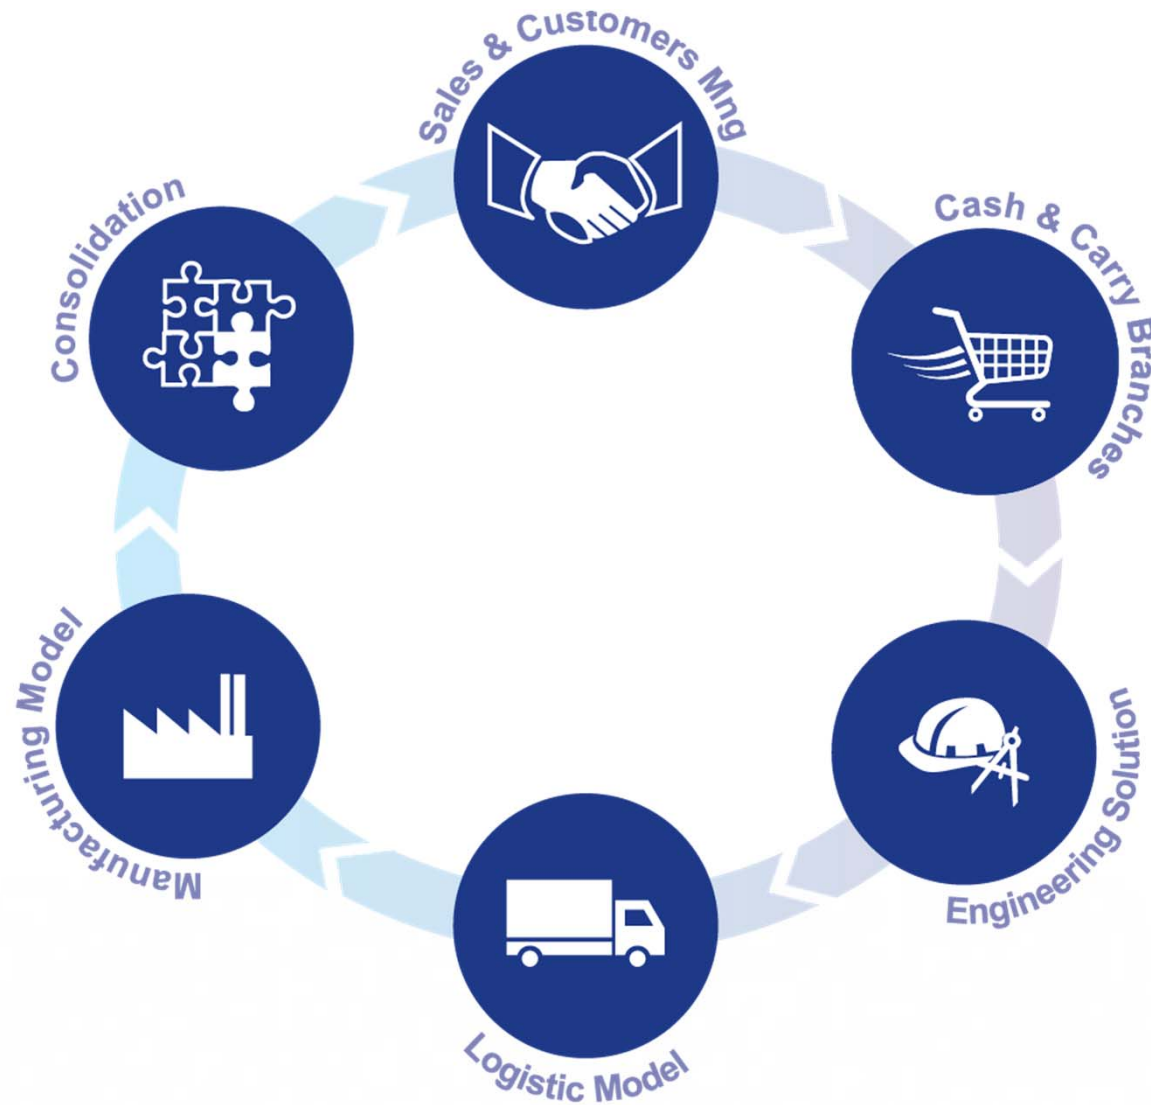 Sales & Customers Mng
Cash & Carry Branches
Engineering Solution
Logistic Model
Manufacturing Model
Consolidation